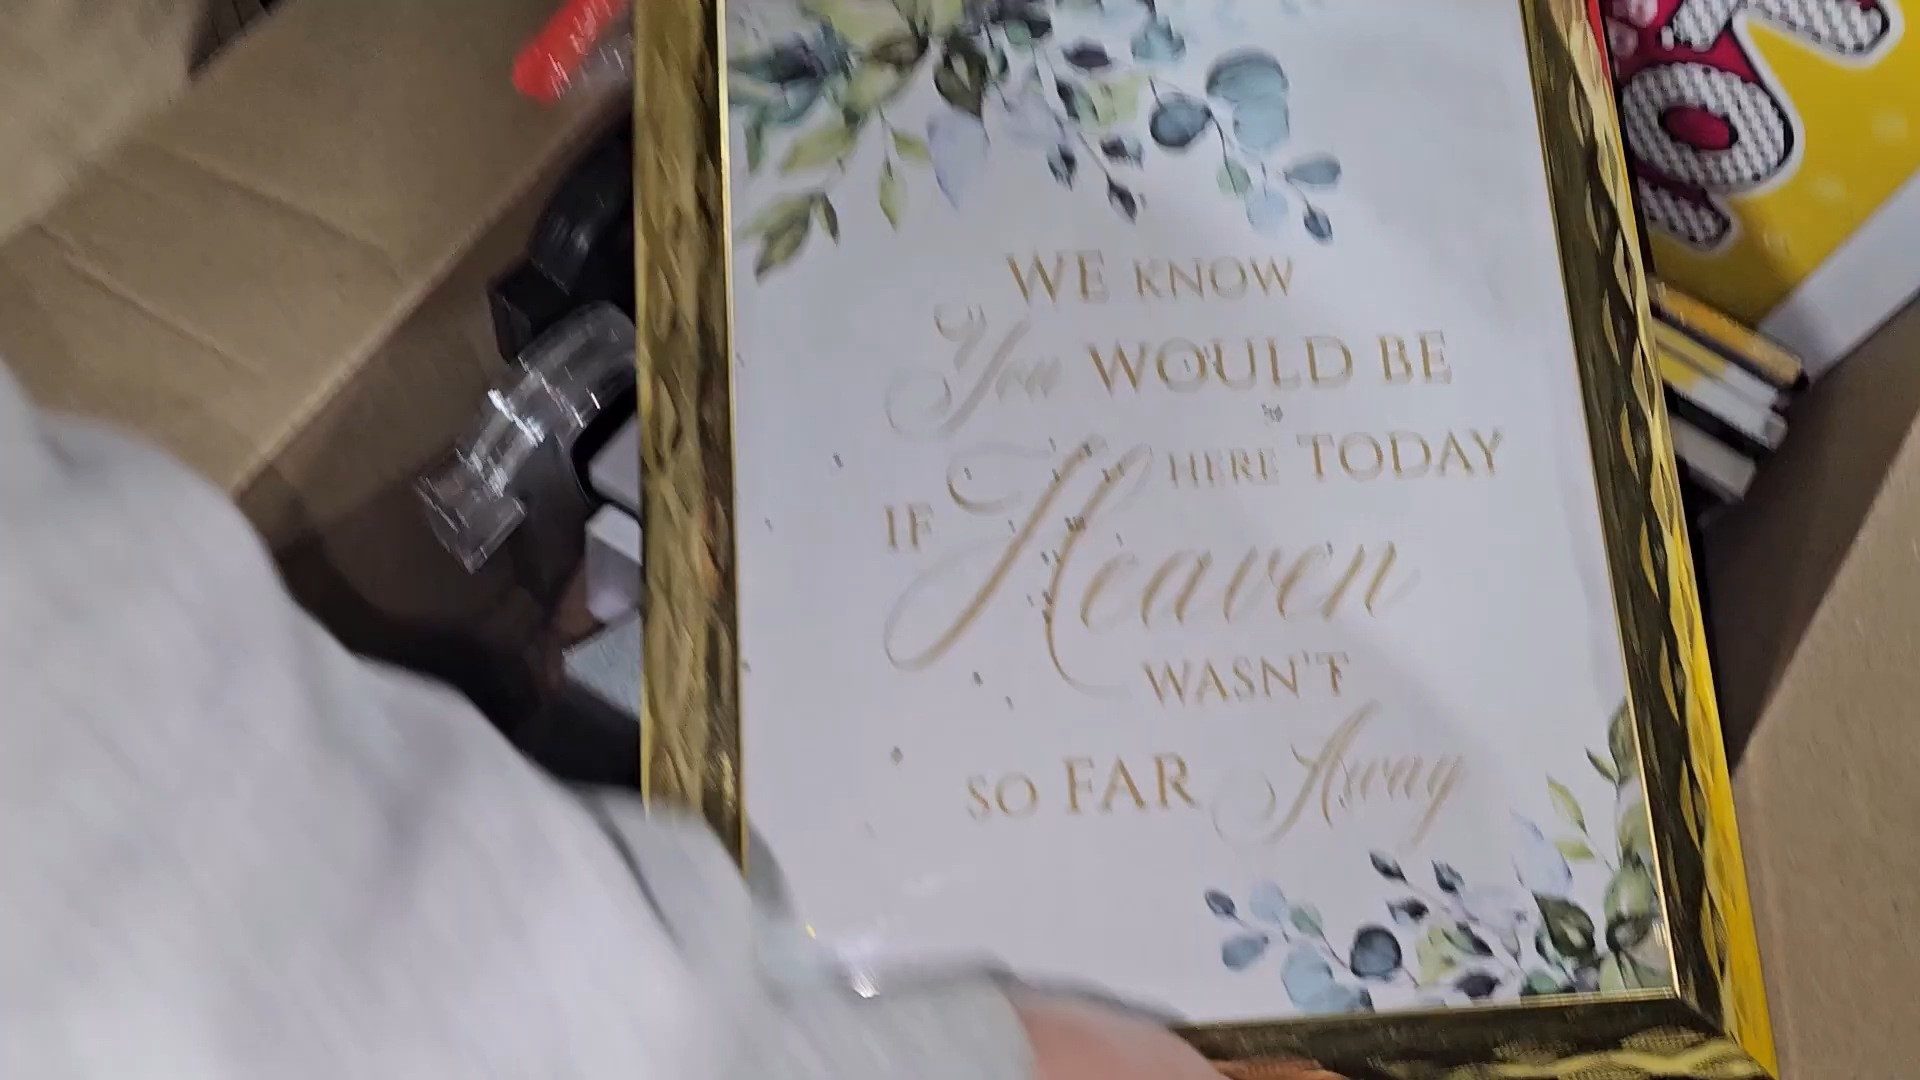 WE KNOW
You WOULD BE
HERE TODAY
IF Heaven
WASN'T
SO FAR Away